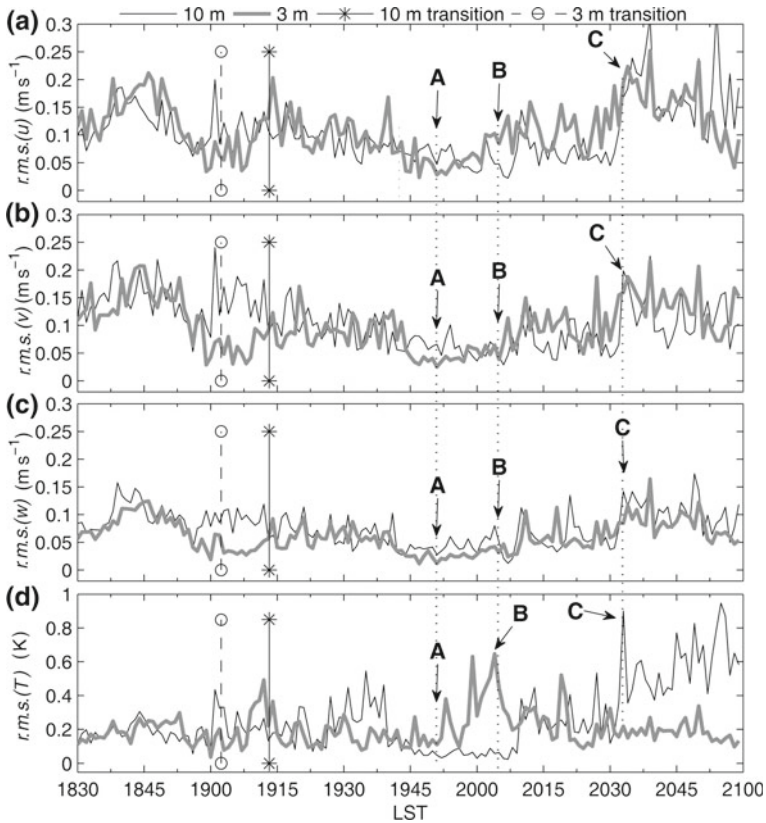 10 m 3 m 10 m transition 3 m transition
(a)
0.3
0.25
0.2
0.15
0.1
0.05
0
r.m.s.(u) (m s⁻¹)
A
B
C
(b)
0.3
0.25
0.2
0.15
0.1
0.05
0
r.m.s.(v) (m s⁻¹)
A
B
C
(c)
0.3
0.25
0.2
0.15
0.1
0.05
0
r.m.s.(w) (m s⁻¹)
A
B
C
(d)
1
0.8
0.6
0.4
0.2
0
r.m.s.(T) (K)
A
B
C
1830 1845 1900 1915 1930 1945 2000 2015 2030 2045 2100
LST